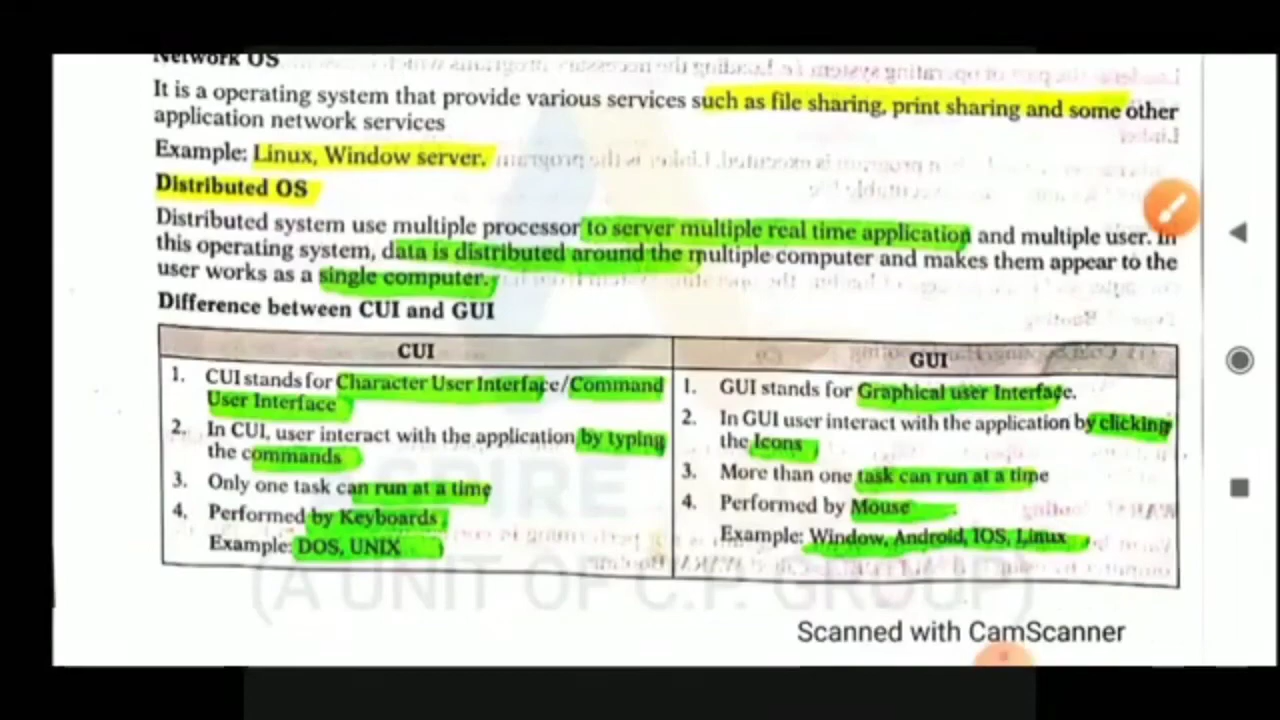 Network OS
It is a operating system that provide various services such as file sharing, print sharing and some other
application network services
Example: Linux, Window server.
Distributed OS
Distributed system use multiple processor to server multiple real time application and multiple user. In
this operating system, data is distributed around the multiple computer and makes them appear to the
user works as a single computer.
Difference between CUI and GUI
CUI
1. CUI stands for Character User Interface/Command
User Interface
2. In CUI, user interact with the application by typing
the commands
3. Only one task can run at a time
4. Performed by Keyboards
Example: DOS, UNIX
GUI
1. GUI stands for Graphical user Interface.
2. In GUI user interact with the application by clicking
the Icons
3. More than one task can run at a time
4. Performed by Mouse
Example: Window, Android, IOS, Linux
(A UNIT OF C.P. GROUP)
Scanned with CamScanner